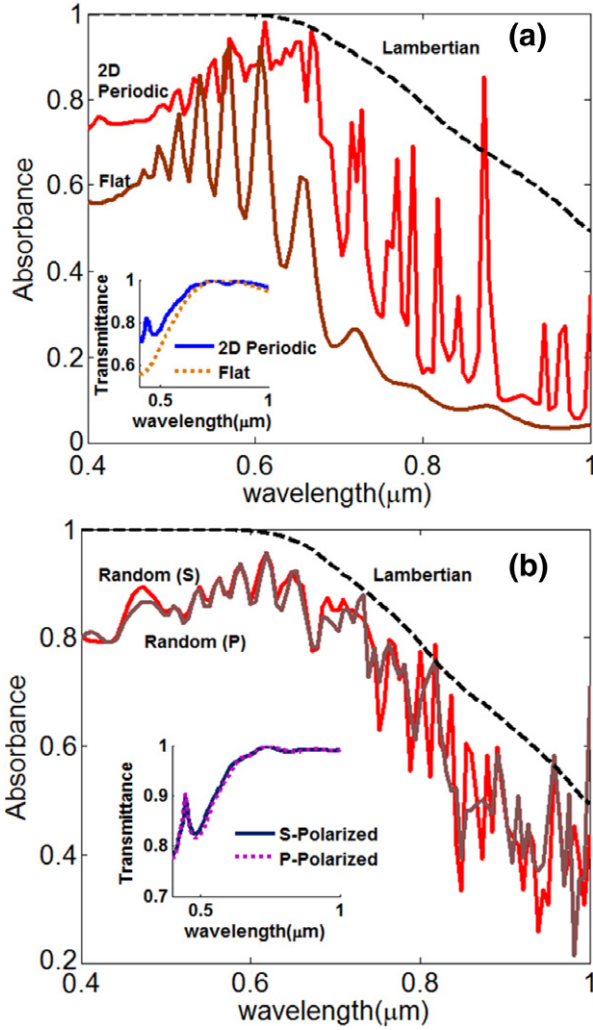 (a)
Lambertian
2D
Periodic
Flat
Absorbance
1
0.8
0.6
0.4
0.2
0
Transmittance
1
0.8
0.6
2D Periodic
Flat
0.5
1
wavelength(μm)
0.4
0.6
0.8
1
wavelength(μm)
(b)
Lambertian
Random (S)
Random (P)
Absorbance
1
0.8
0.6
0.4
0.2
Transmittance
1
0.9
0.8
0.7
S-Polarized
P-Polarized
0.5
1
wavelength(μm)
0.4
0.6
0.8
1
wavelength(μm)